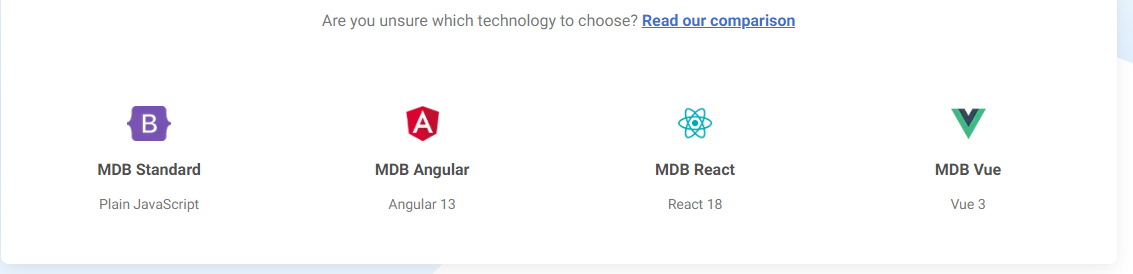 Are you unsure which technology to choose? Read our comparison
B
A
MDB Standard
MDB Angular
MDB React
MDB Vue
Plain JavaScript
Angular 13
React 18
Vue 3